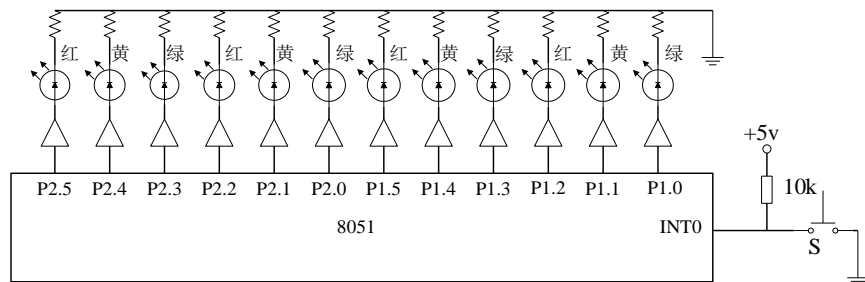 红 黄 绿 红 黄 绿 红 黄 绿 红 黄 绿
+5v
P2.5 P2.4 P2.3 P2.2 P2.1 P2.0 P1.5 P1.4 P1.3 P1.2 P1.1 P1.0
10k
8051
INT0
S